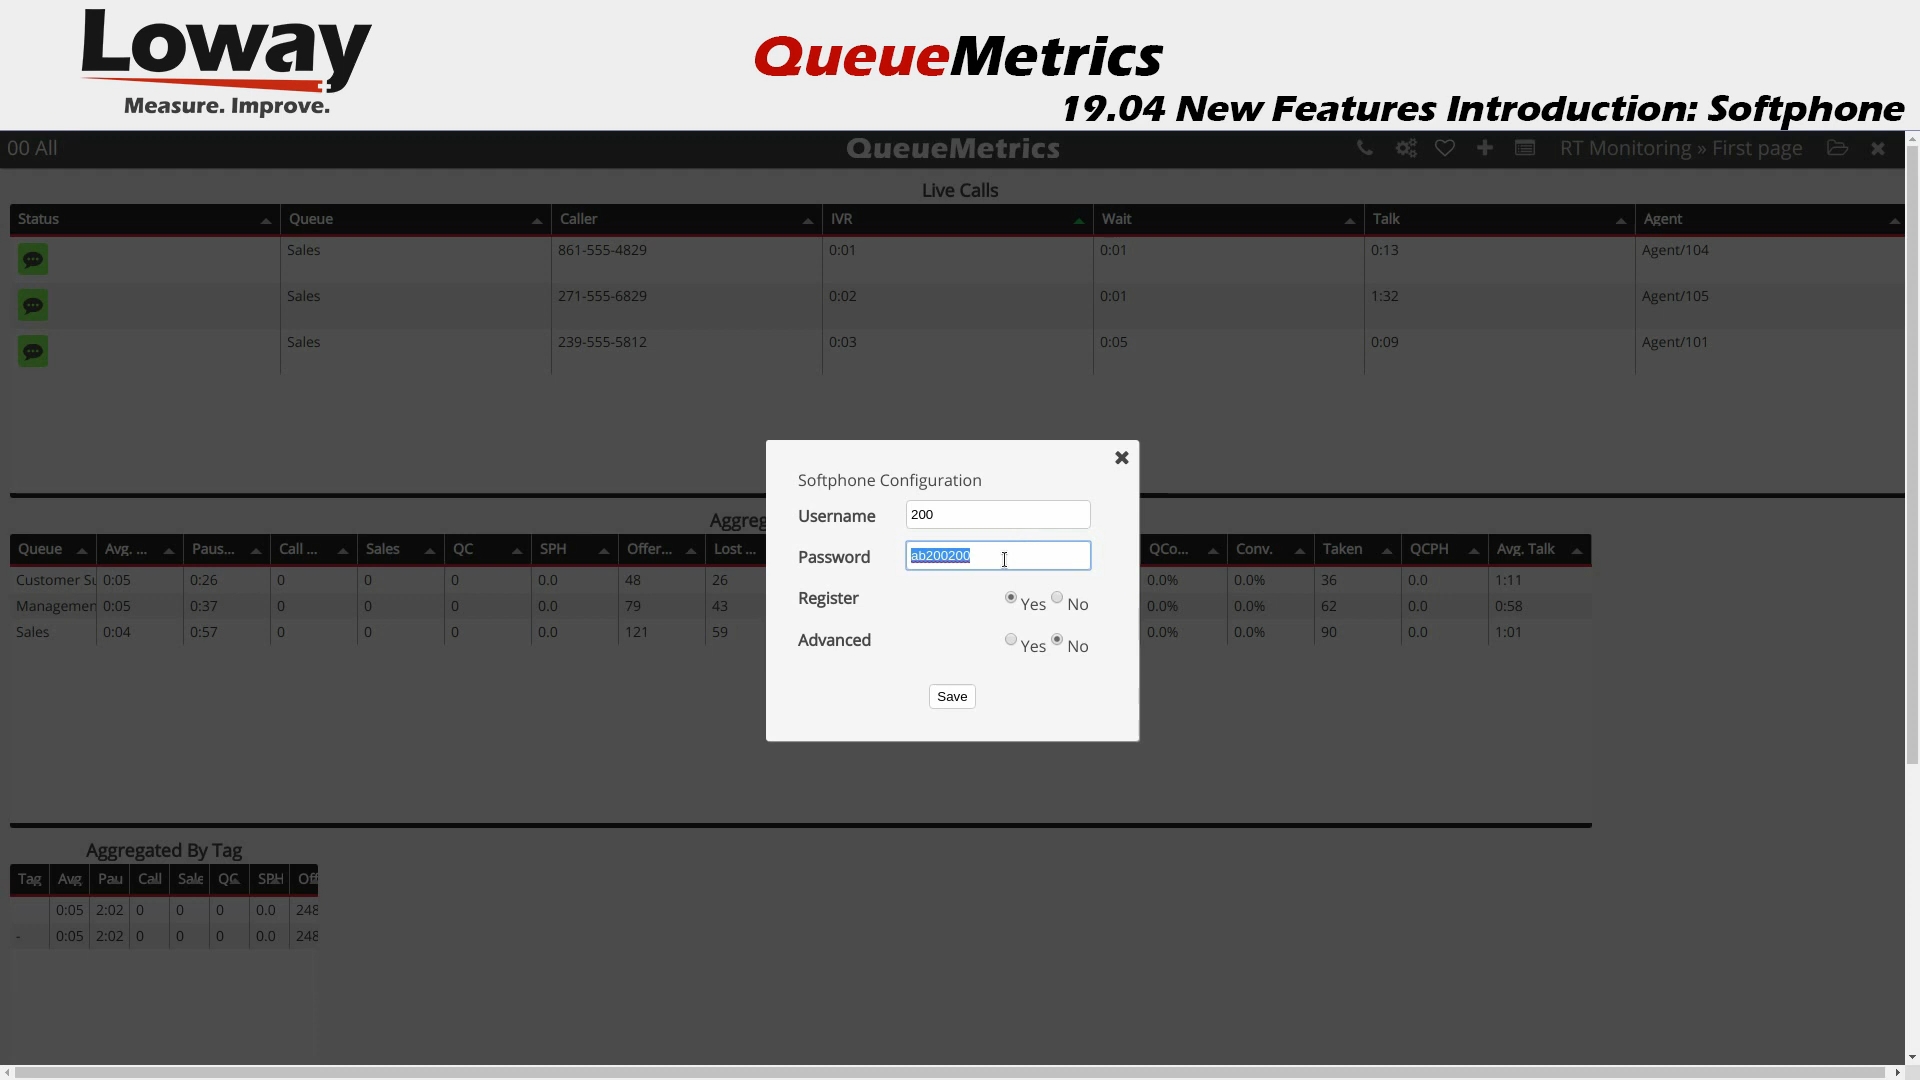 Loway
Measure. Improve.
QueueMetrics
19.04 New Features Introduction: Softphone
00 All
QueueMetrics
RT Monitoring » First page
Live Calls
Status Queue Caller IVR Wait Talk Agent
Sales 861-555-4829 0:01 0:01 0:13 Agent/104
Sales 271-555-6829 0:02 0:01 1:32 Agent/105
Sales 239-555-5812 0:03 0:05 0:09 Agent/101
Softphone Configuration
Username 200
Password ab200200
Register Yes No
Advanced Yes No
Save
Aggreg
Queue Avg. ... Paus... Call ... Sales QC SPH Offer... Lost ... QCo... Conv. Taken QCPH Avg. Talk
Customer Su 0:05 0:26 0 0 0 0.0 48 26 0.0% 0.0% 36 0.0 1:11
Managemen 0:05 0:37 0 0 0 0.0 79 43 0.0% 0.0% 62 0.0 0:58
Sales 0:04 0:57 0 0 0 0.0 121 59 0.0% 0.0% 90 0.0 1:01
Aggregated By Tag
Tag Avg Pau Call Sale QC SPH Off
0:05 2:02 0 0 0 0.0 248
- 0:05 2:02 0 0 0 0.0 248